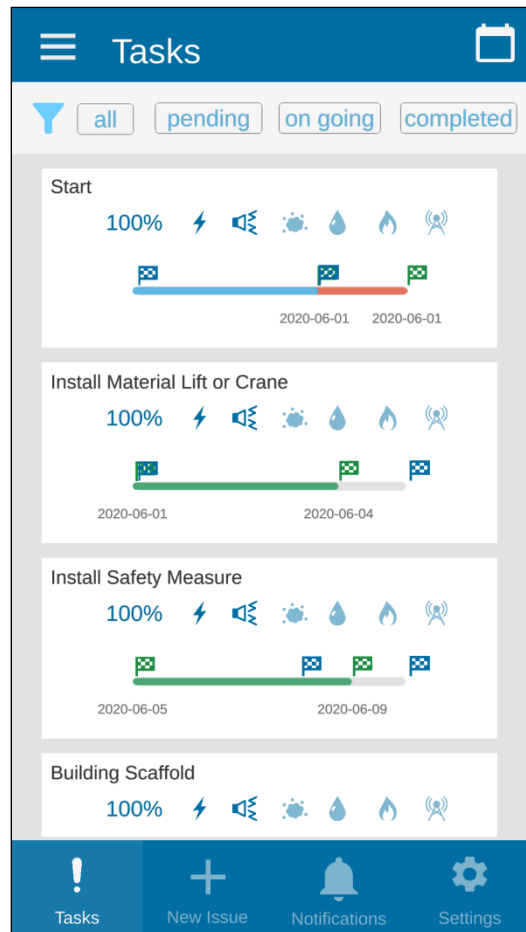 Tasks
all pending on going completed
Start
100%
2020-06-01 2020-06-01
Install Material Lift or Crane
100%
2020-06-01 2020-06-04
Install Safety Measure
100%
2020-06-05 2020-06-09
Building Scaffold
100%
Tasks New Issue Notifications Settings